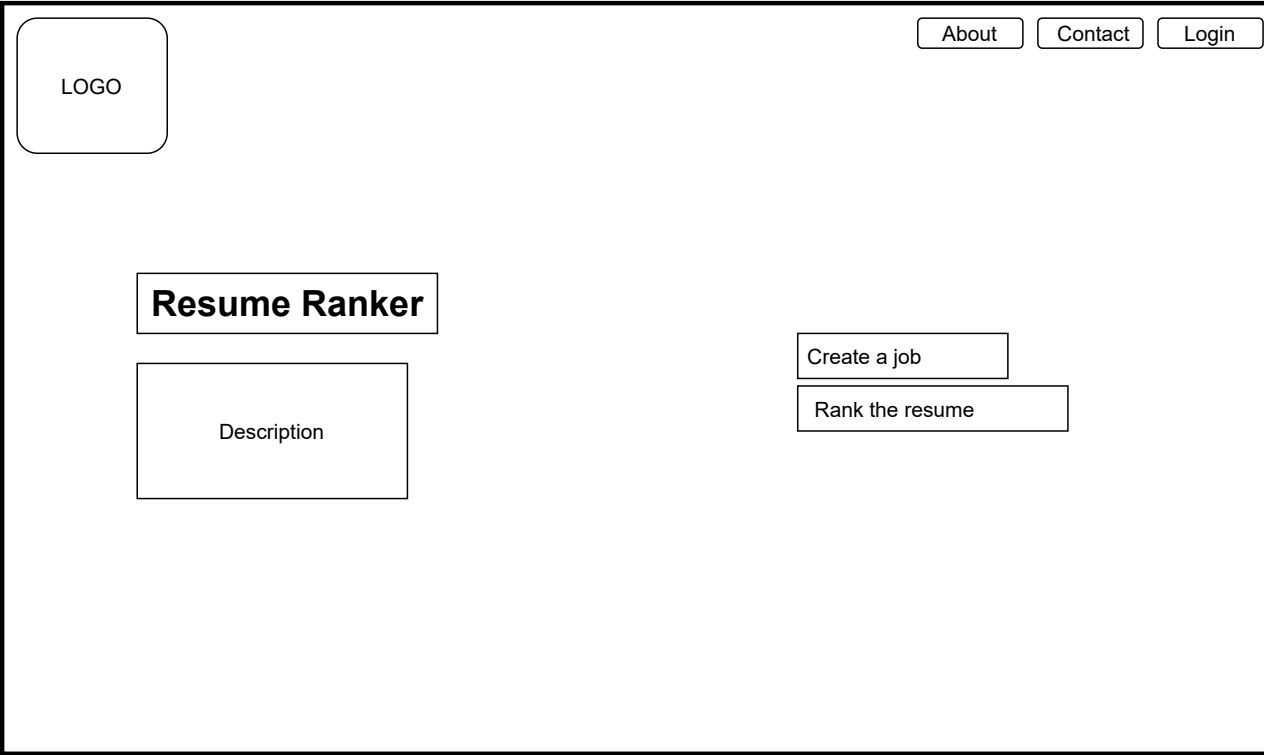 About
Contact
Login
LOGO
Resume Ranker
Create a job
Description
Rank the resume